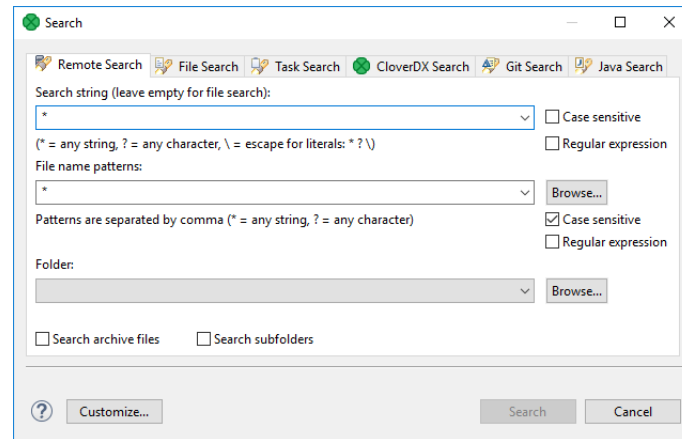 Search
Remote Search File Search Task Search CloverDX Search Git Search Java Search
Search string (leave empty for file search):
* Case sensitive
(* = any string, ? = any character, \ = escape for literals: * ? \) Regular expression
File name patterns:
* Browse...
Patterns are separated by comma (* = any string, ? = any character) Case sensitive
Regular expression
Folder:
Browse...
Search archive files Search subfolders
? Customize... Search Cancel